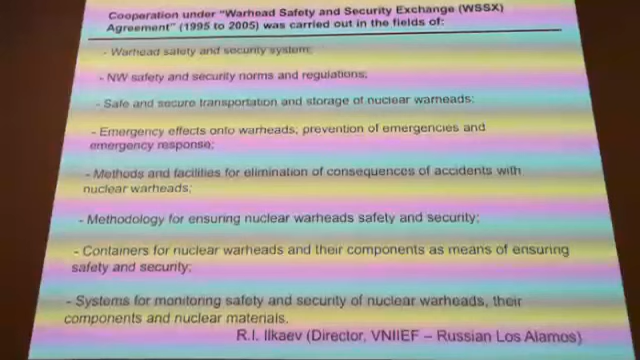 Cooperation under "Warhead Safety and Security Exchange (WSSX)
Agreement" (1995 to 2005) was carried out in the fields of:
- Warhead safety and security system;
- NW safety and security norms and regulations;
- Safe and secure transportation and storage of nuclear warheads;
- Emergency effects onto warheads; prevention of emergencies and
emergency response;
- Methods and facilities for elimination of consequences of accidents with
nuclear warheads;
- Methodology for ensuring nuclear warheads safety and security;
- Containers for nuclear warheads and their components as means of ensuring
safety and security;
- Systems for monitoring safety and security of nuclear warheads, their
components and nuclear materials.
R.I. Ilkaev (Director, VNIIEF – Russian Los Alamos)